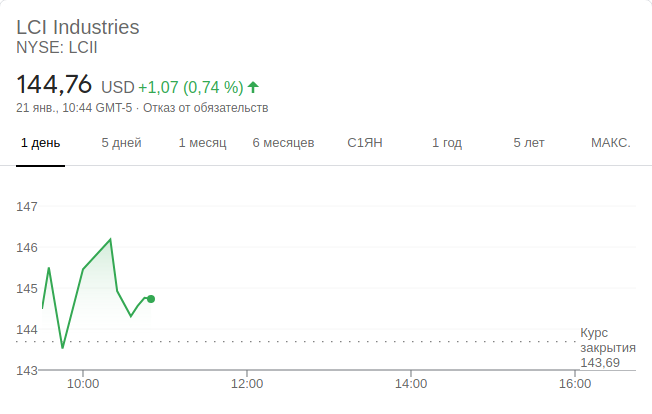 LCI Industries
NYSE: LCII
144,76 USD +1,07 (0,74 %)
21 янв., 10:44 GMT-5 · Отказ от обязательств
1 день 5 дней 1 месяц 6 месяцев С1ЯН 1 год 5 лет МАКС.
147
146
145
144
143
Курс
закрытия
143,69
10:00 12:00 14:00 16:00